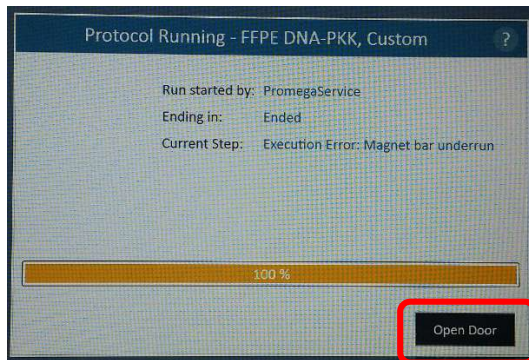 Protocol Running - FFPE DNA-PKK, Custom ?
Run started by: PromegaService
Ending in: Ended
Current Step: Execution Error: Magnet bar underrun
100 %
Open Door